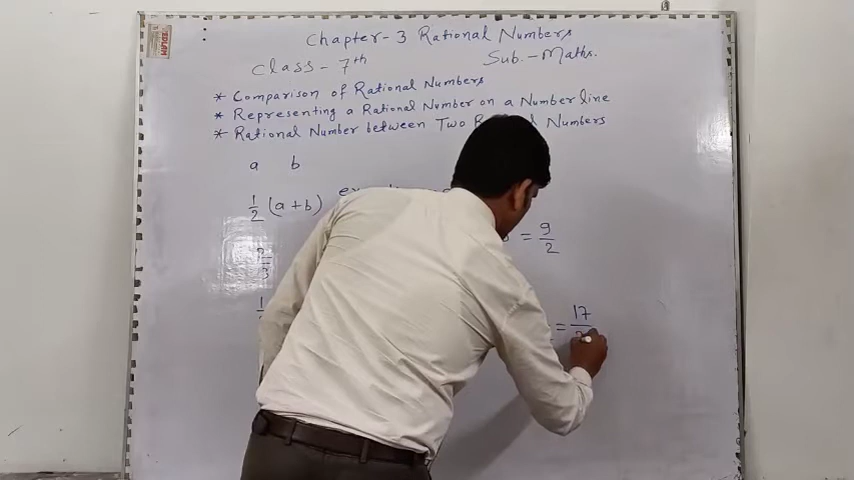 Chapter-3 Rational Numbers
Class-7th Sub.-Maths.
* Comparison of Rational Numbers
* Representing a Rational Number on a Number line
* Rational Number between Two Numbers
a b
1/2 (a+b)
= 9/2
= 17